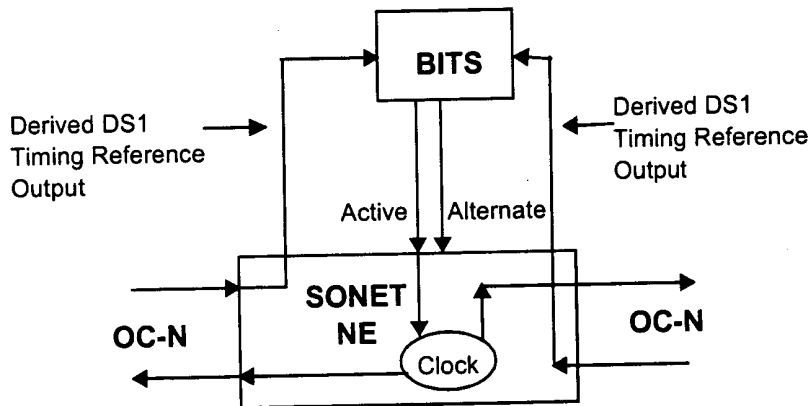 BITS
Derived DS1
Timing Reference
Output
Derived DS1
Timing Reference
Output
Active
Alternate
SONET
NE
OC-N
OC-N
Clock